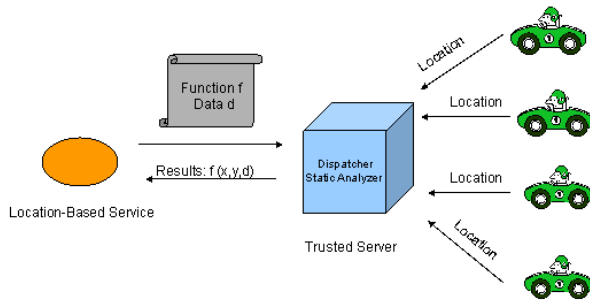 Function f
Data d
Results: f (x,y,d)
Location-Based Service
Dispatcher
Static Analyzer
Trusted Server
Location
Location
Location
Location